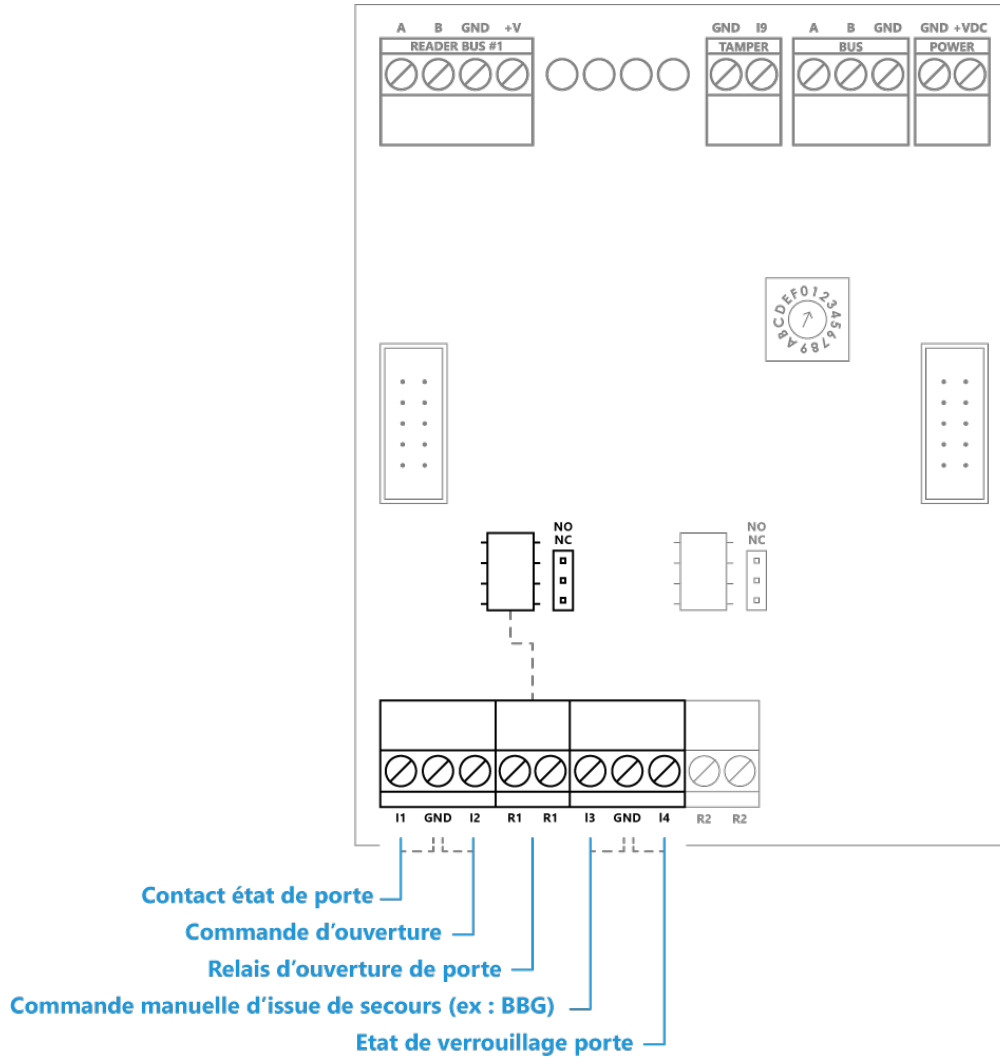 A B GND +V GND I9 A B GND GND +VDC
READER BUS #1 TAMPER BUS POWER
0123456789ABCDEF
NO NO
NC NC
I1 GND I2 R1 R1 I3 GND I4 R2 R2
Contact état de porte
Commande d’ouverture
Relais d’ouverture de porte
Commande manuelle d’issue de secours (ex : BBG)
Etat de verrouillage porte